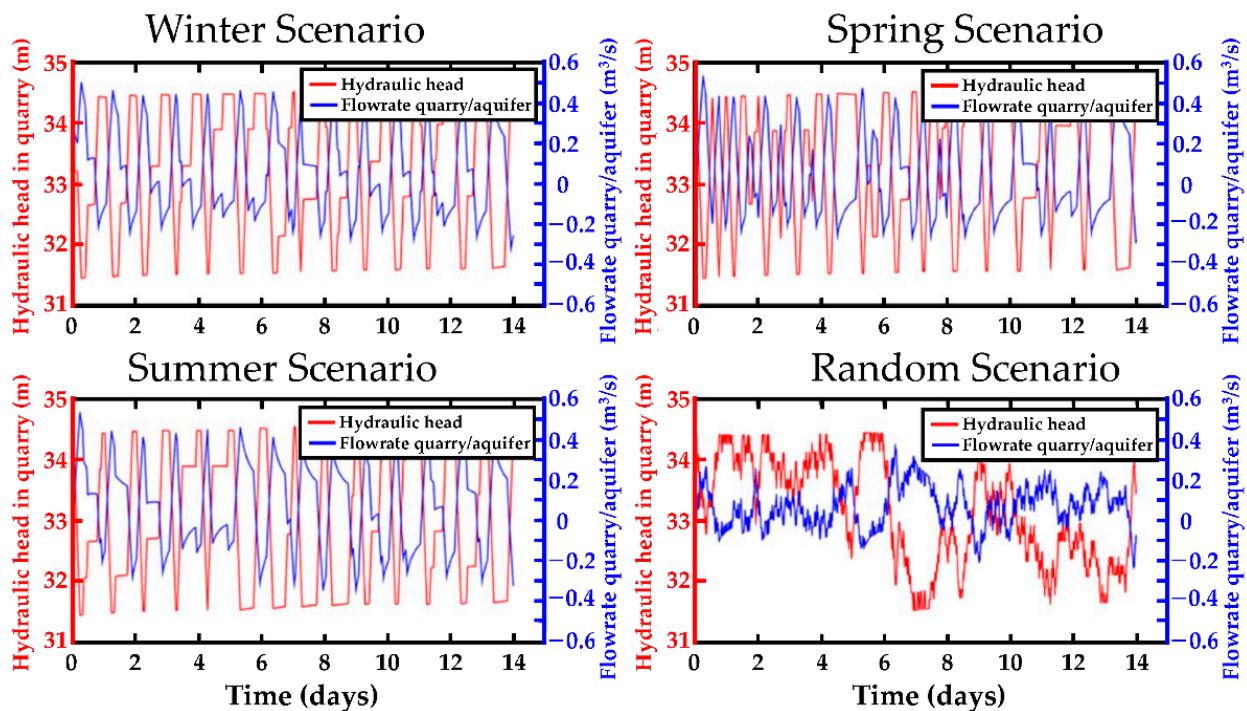 Winter Scenario
Hydraulic head in quarry (m)
35
34
33
32
31
Hydraulic head
Flowrate quarry/aquifer
0.6
0.4
0.2
0
−0.2
−0.4
−0.6
Flowrate quarry/aquifer (m³/s)
0 2 4 6 8 10 12 14
Spring Scenario
Hydraulic head in quarry (m)
35
34
33
32
31
Hydraulic head
Flowrate quarry/aquifer
0.6
0.4
0.2
0
−0.2
−0.4
−0.6
Flowrate quarry/aquifer (m³/s)
0 2 4 6 8 10 12 14
Summer Scenario
Hydraulic head in quarry (m)
35
34
33
32
31
Hydraulic head
Flowrate quarry/aquifer
0.6
0.4
0.2
0
−0.2
−0.4
−0.6
Flowrate quarry/aquifer (m³/s)
0 2 4 6 8 10 12 14
Time (days)
Random Scenario
Hydraulic head in quarry (m)
35
34
33
32
31
Hydraulic head
Flowrate quarry/aquifer
0.6
0.4
0.2
0
−0.2
−0.4
−0.6
Flowrate quarry/aquifer (m³/s)
0 2 4 6 8 10 12 14
Time (days)